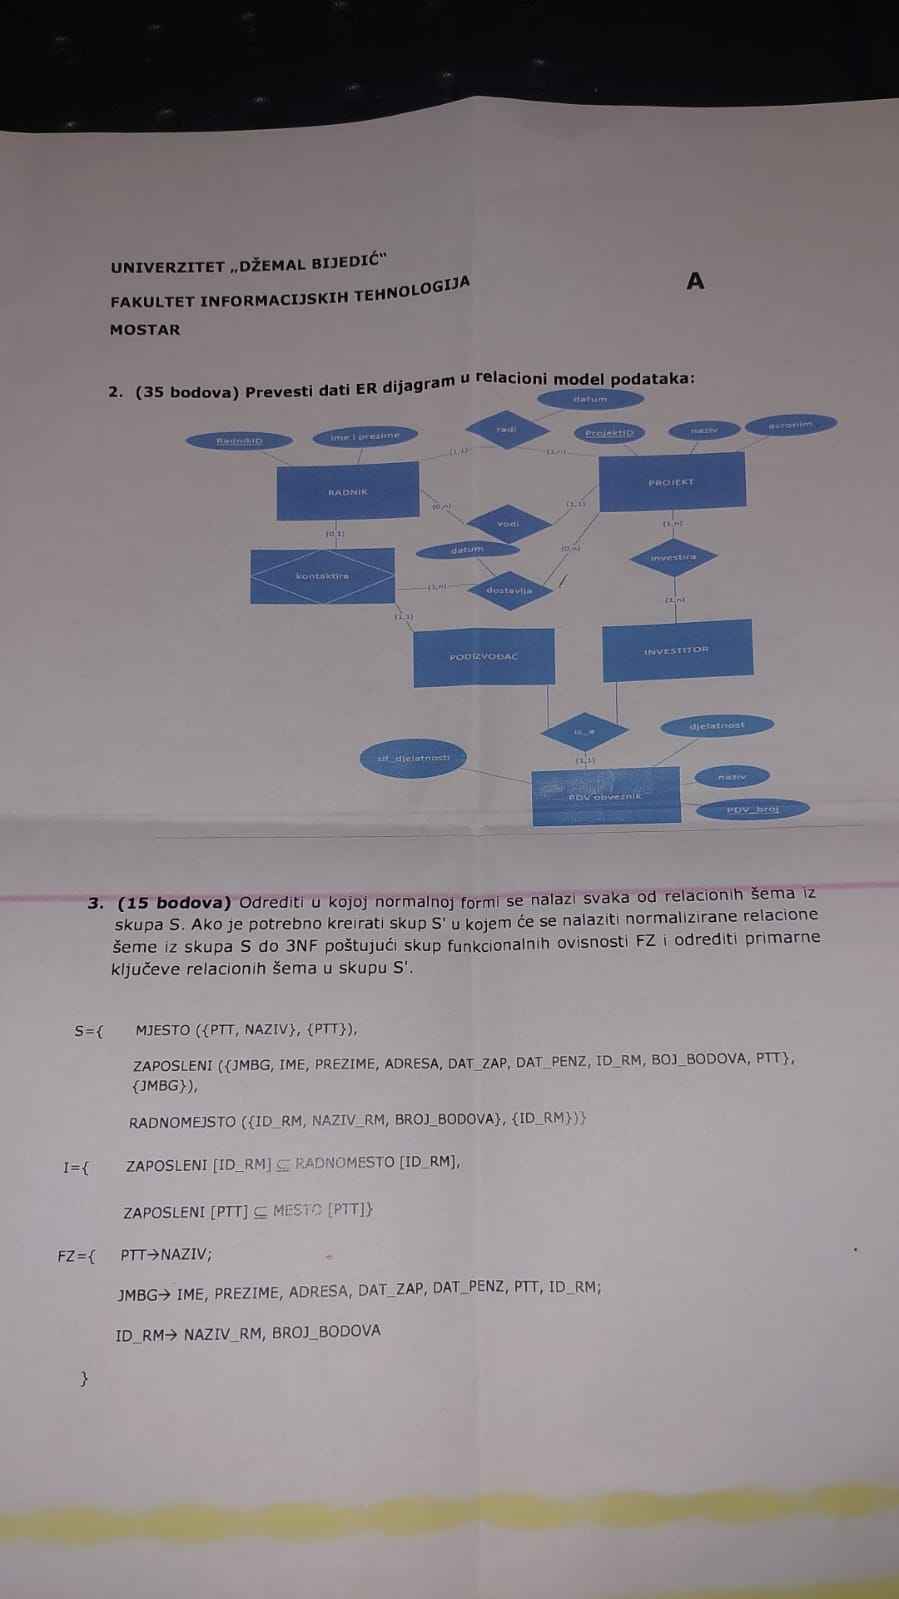 UNIVERZITET „DŽEMAL BIJEDIĆ“
FAKULTET INFORMACIJSKIH TEHNOLOGIJA
A
MOSTAR
2. (35 bodova) Prevesti dati ER dijagram u relacioni model podataka:
datum
RadnikID
ime i prezime
radi
ProjektID
naziv
acronim
(1,1)
(1,n)
RADNIK
PROJEKT
(0,n)
vodi
(1,1)
(0,1)
datum
(0,n)
(1,n)
investira
kontaktira
(1,n)
dostavlja
(1,n)
(1,1)
PODIZVOĐAČ
INVESTITOR
is_a
djelatnost
sif_djelatnosti
(1,1)
naziv
PDV obveznik
PDV_broj
3. (15 bodova) Odrediti u kojoj normalnoj formi se nalazi svaka od relacionih šema iz
skupa S. Ako je potrebno kreirati skup S' u kojem će se nalaziti normalizirane relacione
šeme iz skupa S do 3NF poštujući skup funkcionalnih ovisnosti FZ i odrediti primarne
ključeve relacionih šema u skupu S'.
S={ MJESTO ({PTT, NAZIV}, {PTT}),
ZAPOSLENI ({JMBG, IME, PREZIME, ADRESA, DAT_ZAP, DAT_PENZ, ID_RM, BOJ_BODOVA, PTT},
{JMBG}),
RADNOMEJSTO ({ID_RM, NAZIV_RM, BROJ_BODOVA}, {ID_RM})}
I={ ZAPOSLENI [ID_RM] ⊆ RADNOMESTO [ID_RM],
ZAPOSLENI [PTT] ⊆ MESTO [PTT]}
FZ={ PTT→NAZIV;
JMBG→ IME, PREZIME, ADRESA, DAT_ZAP, DAT_PENZ, PTT, ID_RM;
ID_RM→ NAZIV_RM, BROJ_BODOVA
}